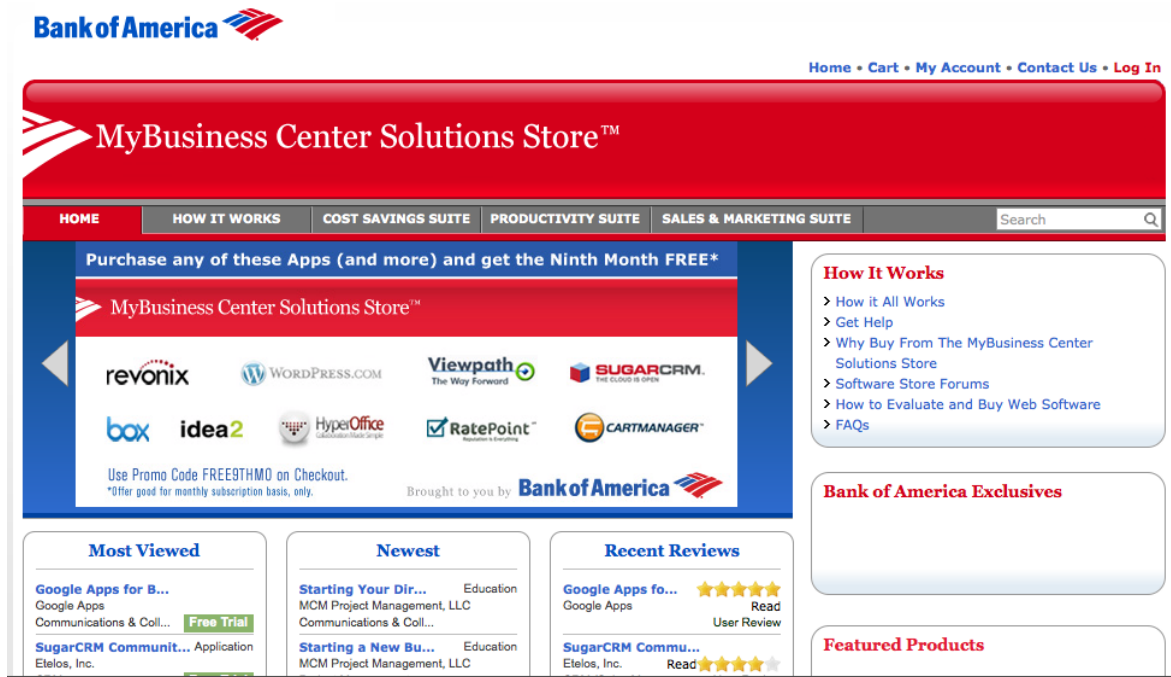 Bank of America
Home • Cart • My Account • Contact Us • Log In
MyBusiness Center Solutions Store™
HOME HOW IT WORKS COST SAVINGS SUITE PRODUCTIVITY SUITE SALES & MARKETING SUITE Search
Purchase any of these Apps (and more) and get the Ninth Month FREE*
MyBusiness Center Solutions Store™
revonix WORDPRESS.COM Viewpath The Way Forward SUGARCRM. THE CLOUD IS OPEN
box idea2 HyperOffice Collaboration Made Simple RatePoint™ Reputation is Everything CARTMANAGER™
Use Promo Code FREE9THMO on Checkout.
*Offer good for monthly subscription basis, only.
Brought to you by Bank of America
How It Works
How it All Works
Get Help
Why Buy From The MyBusiness Center
Solutions Store
Software Store Forums
How to Evaluate and Buy Web Software
FAQs
Bank of America Exclusives
Featured Products
Most Viewed
Google Apps for B...
Google Apps
Communications & Coll... Free Trial
SugarCRM Communit... Application
Etelos, Inc.
Newest
Starting Your Dir... Education
MCM Project Management, LLC
Communications & Coll...
Starting a New Bu... Education
MCM Project Management, LLC
Recent Reviews
Google Apps fo...
Google Apps Read
User Review
SugarCRM Commu...
Etelos, Inc. Read